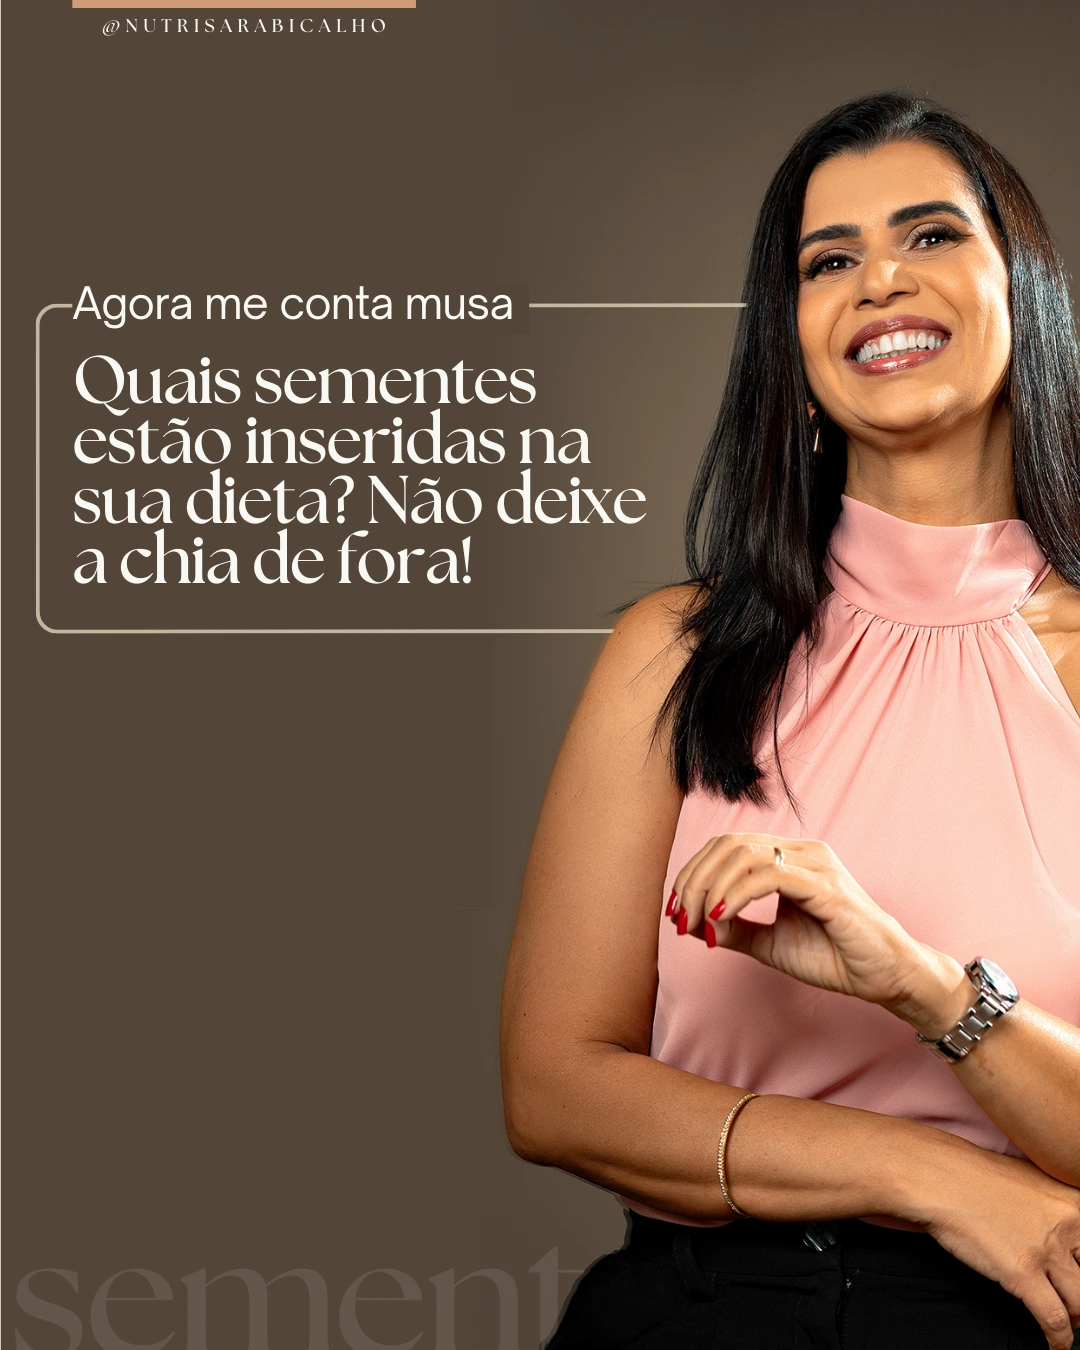 @NUTRISARABICALHO
Agora me conta musa
Quais sementes
estão inseridas na
sua dieta? Não deixe
a chia de fora!
sement